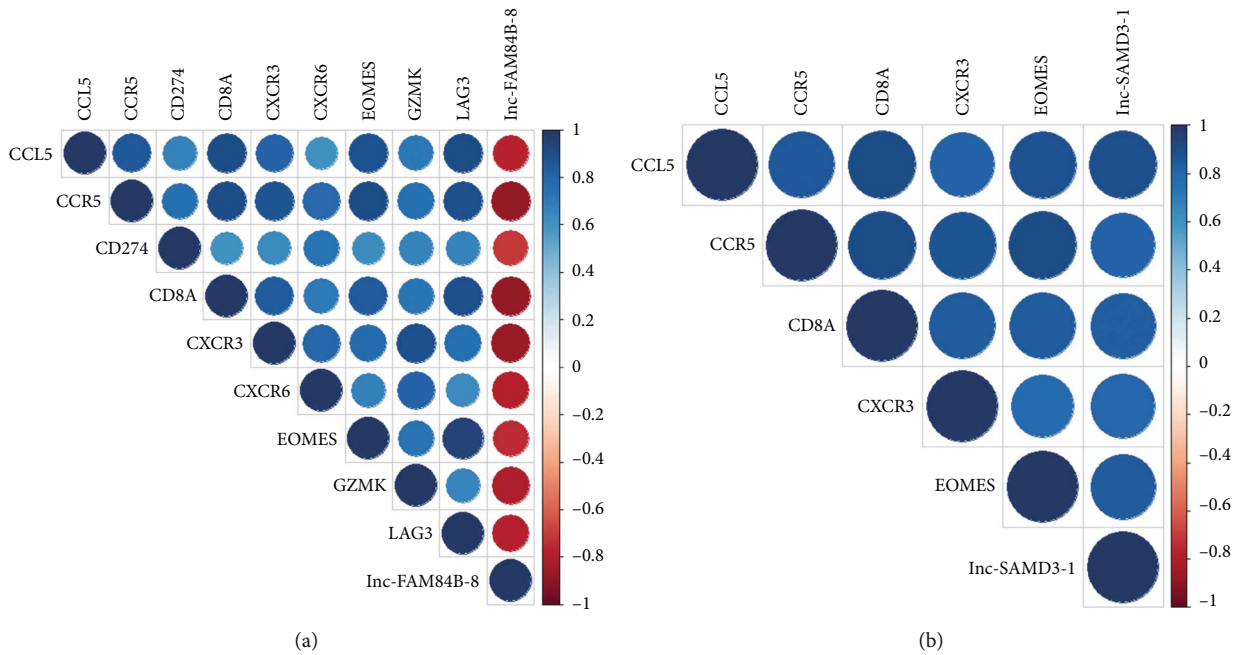 CCL5
CCR5
CD274
CD8A
CXCR3
CXCR6
EOMES
GZMK
LAG3
lnc-FAM84B-8
CCL5
CCR5
CD274
CD8A
CXCR3
CXCR6
EOMES
GZMK
LAG3
lnc-FAM84B-8
1
0.8
0.6
0.4
0.2
0
−0.2
−0.4
−0.6
−0.8
−1
(a)
CCL5
CCR5
CD8A
CXCR3
EOMES
lnc-SAMD3-1
CCL5
CCR5
CD8A
CXCR3
EOMES
lnc-SAMD3-1
1
0.8
0.6
0.4
0.2
0
−0.2
−0.4
−0.6
−0.8
−1
(b)